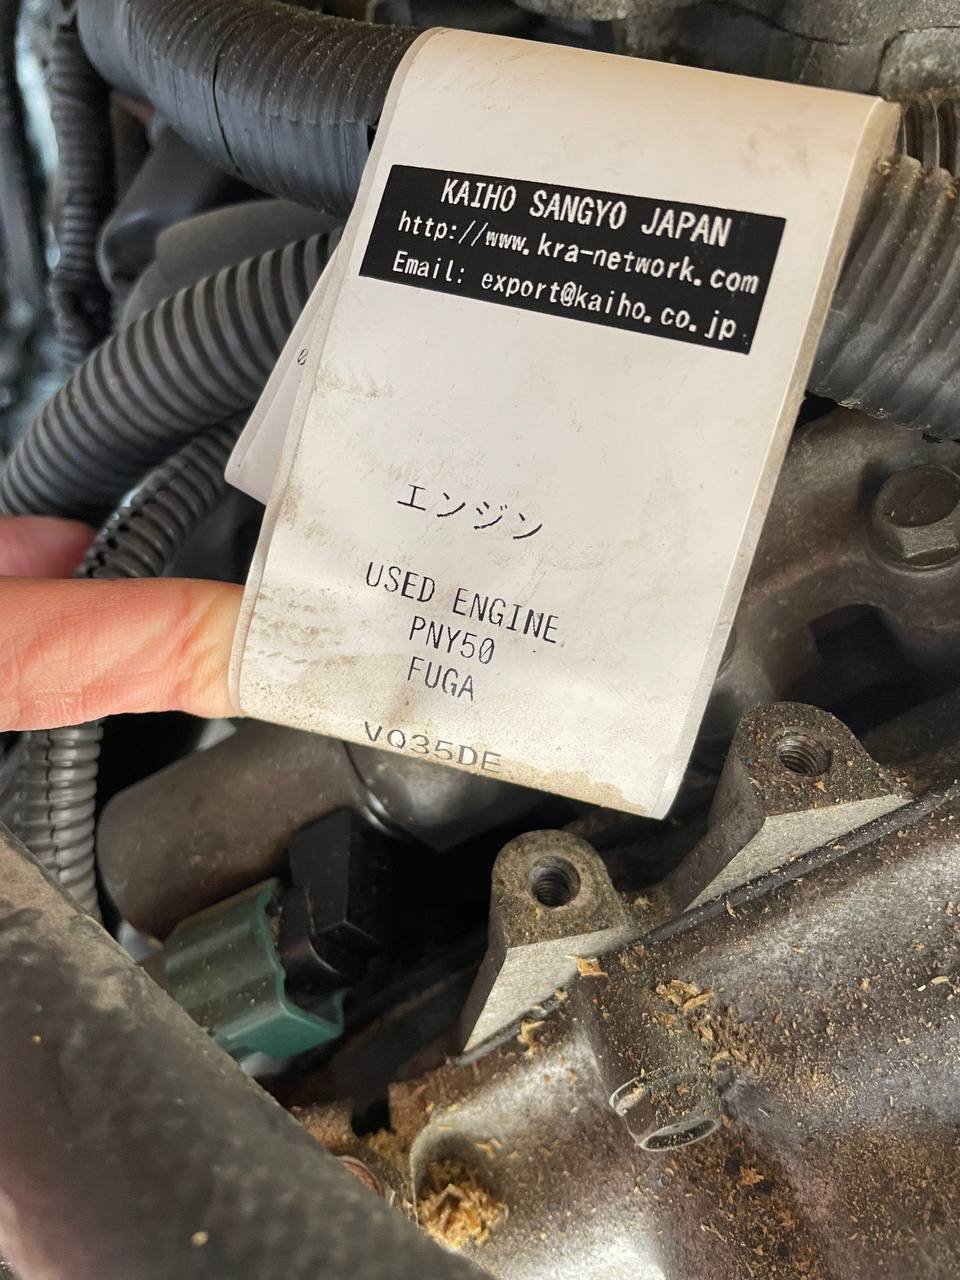 KAIHO SANGYO JAPAN
http://www.kra-network.com
Email: export@kaiho.co.jp
エンジン
USED ENGINE
PNY50
FUGA
VQ35DE